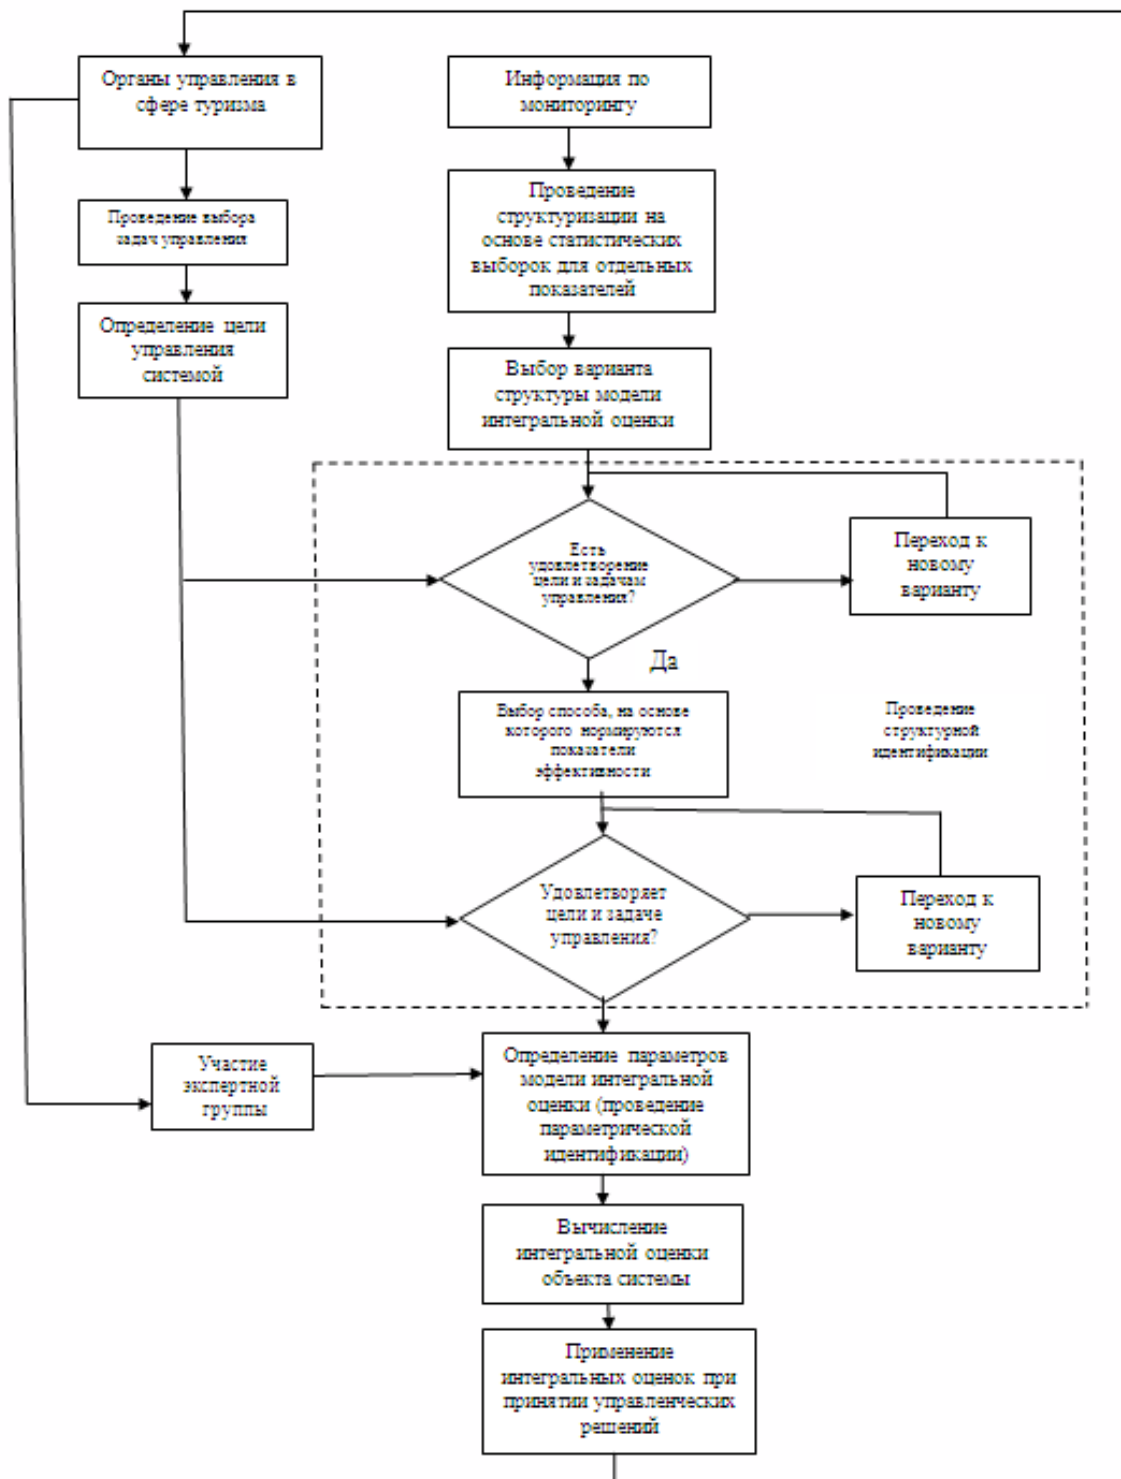 Органы управления в
сфере туризма
Информация по
мониторингу
Проведение выбора
задач управления
Проведение
структуризации на
основе статистических
выборок для отдельных
показателей
Определение цели
управления
системой
Выбор варианта
структуры модели
интегральной оценки
Есть
удовлетворение
цели и задачам
управления?
Переход к
новому
варианту
Да
Выбор способа, на основе
которого нормируются
показатели
эффективности
Проведение
структурной
идентификации
Удовлетворяет
цели и задаче
управления?
Переход к
новому
варианту
Участие
экспертной
группы
Определение параметров
модели интегральной
оценки (проведение
параметрической
идентификации)
Вычисление
интегральной оценки
объекта системы
Применение
интегральных оценок при
принятии управленческих
решений